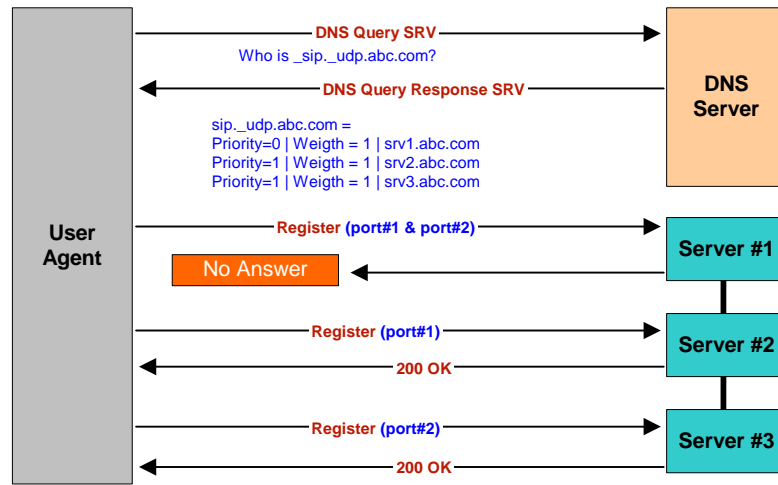 DNS Query SRV
Who is _sip._udp.abc.com?
DNS Query Response SRV
DNS
Server
sip._udp.abc.com =
Priority=0 | Weigth = 1 | srv1.abc.com
Priority=1 | Weigth = 1 | srv2.abc.com
Priority=1 | Weigth = 1 | srv3.abc.com
User
Agent
Register (port#1 & port#2)
Server #1
No Answer
Register (port#1)
Server #2
200 OK
Register (port#2)
Server #3
200 OK